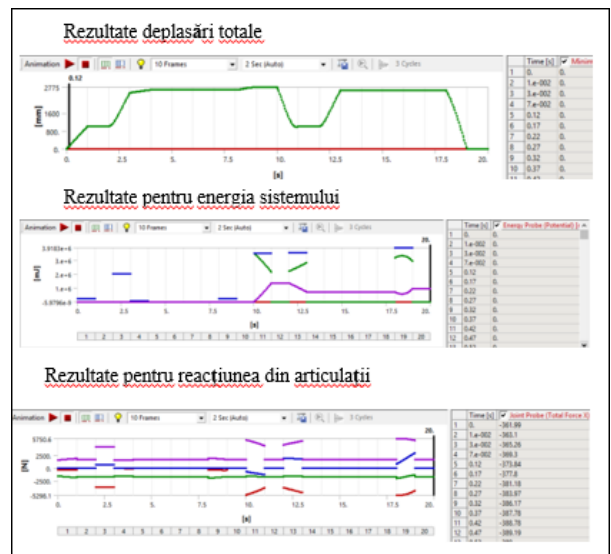 Rezultate deplasări totale
Animation 10 Frames 2 Sec (Auto) 3 Cycles
Time [s] Minim
0.12
2775
1600
800.
0.
[mm]
0. 2.5 5. 7.5 10. 12.5 15. 17.5 20.
[s]
1 0. 0.
2 1.e-002 0.
3 3.e-002 0.
4 7.e-002 0.
5 0.12 0.
6 0.17 0.
7 0.22 0.
8 0.27 0.
9 0.32 0.
10 0.37 0.
Rezultate pentru energia sistemului
Animation 10 Frames 2 Sec (Auto) 3 Cycles
Time [s] Energy Probe (Potential)
20.
3.e+6
2.e+6
1.e+6
[mJ]
0. 2.5 5. 7.5 10. 12.5 15. 17.5 20.
[s]
1 2 3 4 5 6 7 8 9 10 11 12 13 14 15 16 17 18 19 20
1 0. 0.
2 1.e-002 0.
3 3.e-002 0.
4 7.e-002 0.
5 0.12 0.
6 0.17 0.
7 0.22 0.
8 0.27 0.
9 0.32 0.
10 0.37 0.
11 0.42 0.
12 0.47 0.
Rezultate pentru reacțiunea din articulații
Animation 10 Frames 2 Sec (Auto) 3 Cycles
Time [s] Joint Probe (Total Force X)
20.
5750.6
2500.
0.
-2500.
-5296.1
[N]
0. 2.5 5. 7.5 10. 12.5 15. 17.5 20.
[s]
1 2 3 4 5 6 7 8 9 10 11 12 13 14 15 16 17 18 19 20
1 0. -361.99
2 1.e-002 -363.1
3 3.e-002 -365.26
4 7.e-002 -369.3
5 0.12 -373.84
6 0.17 -377.8
7 0.22 -381.18
8 0.27 -383.97
9 0.32 -386.17
10 0.37 -387.78
11 0.42 -388.78
12 0.47 -389.19